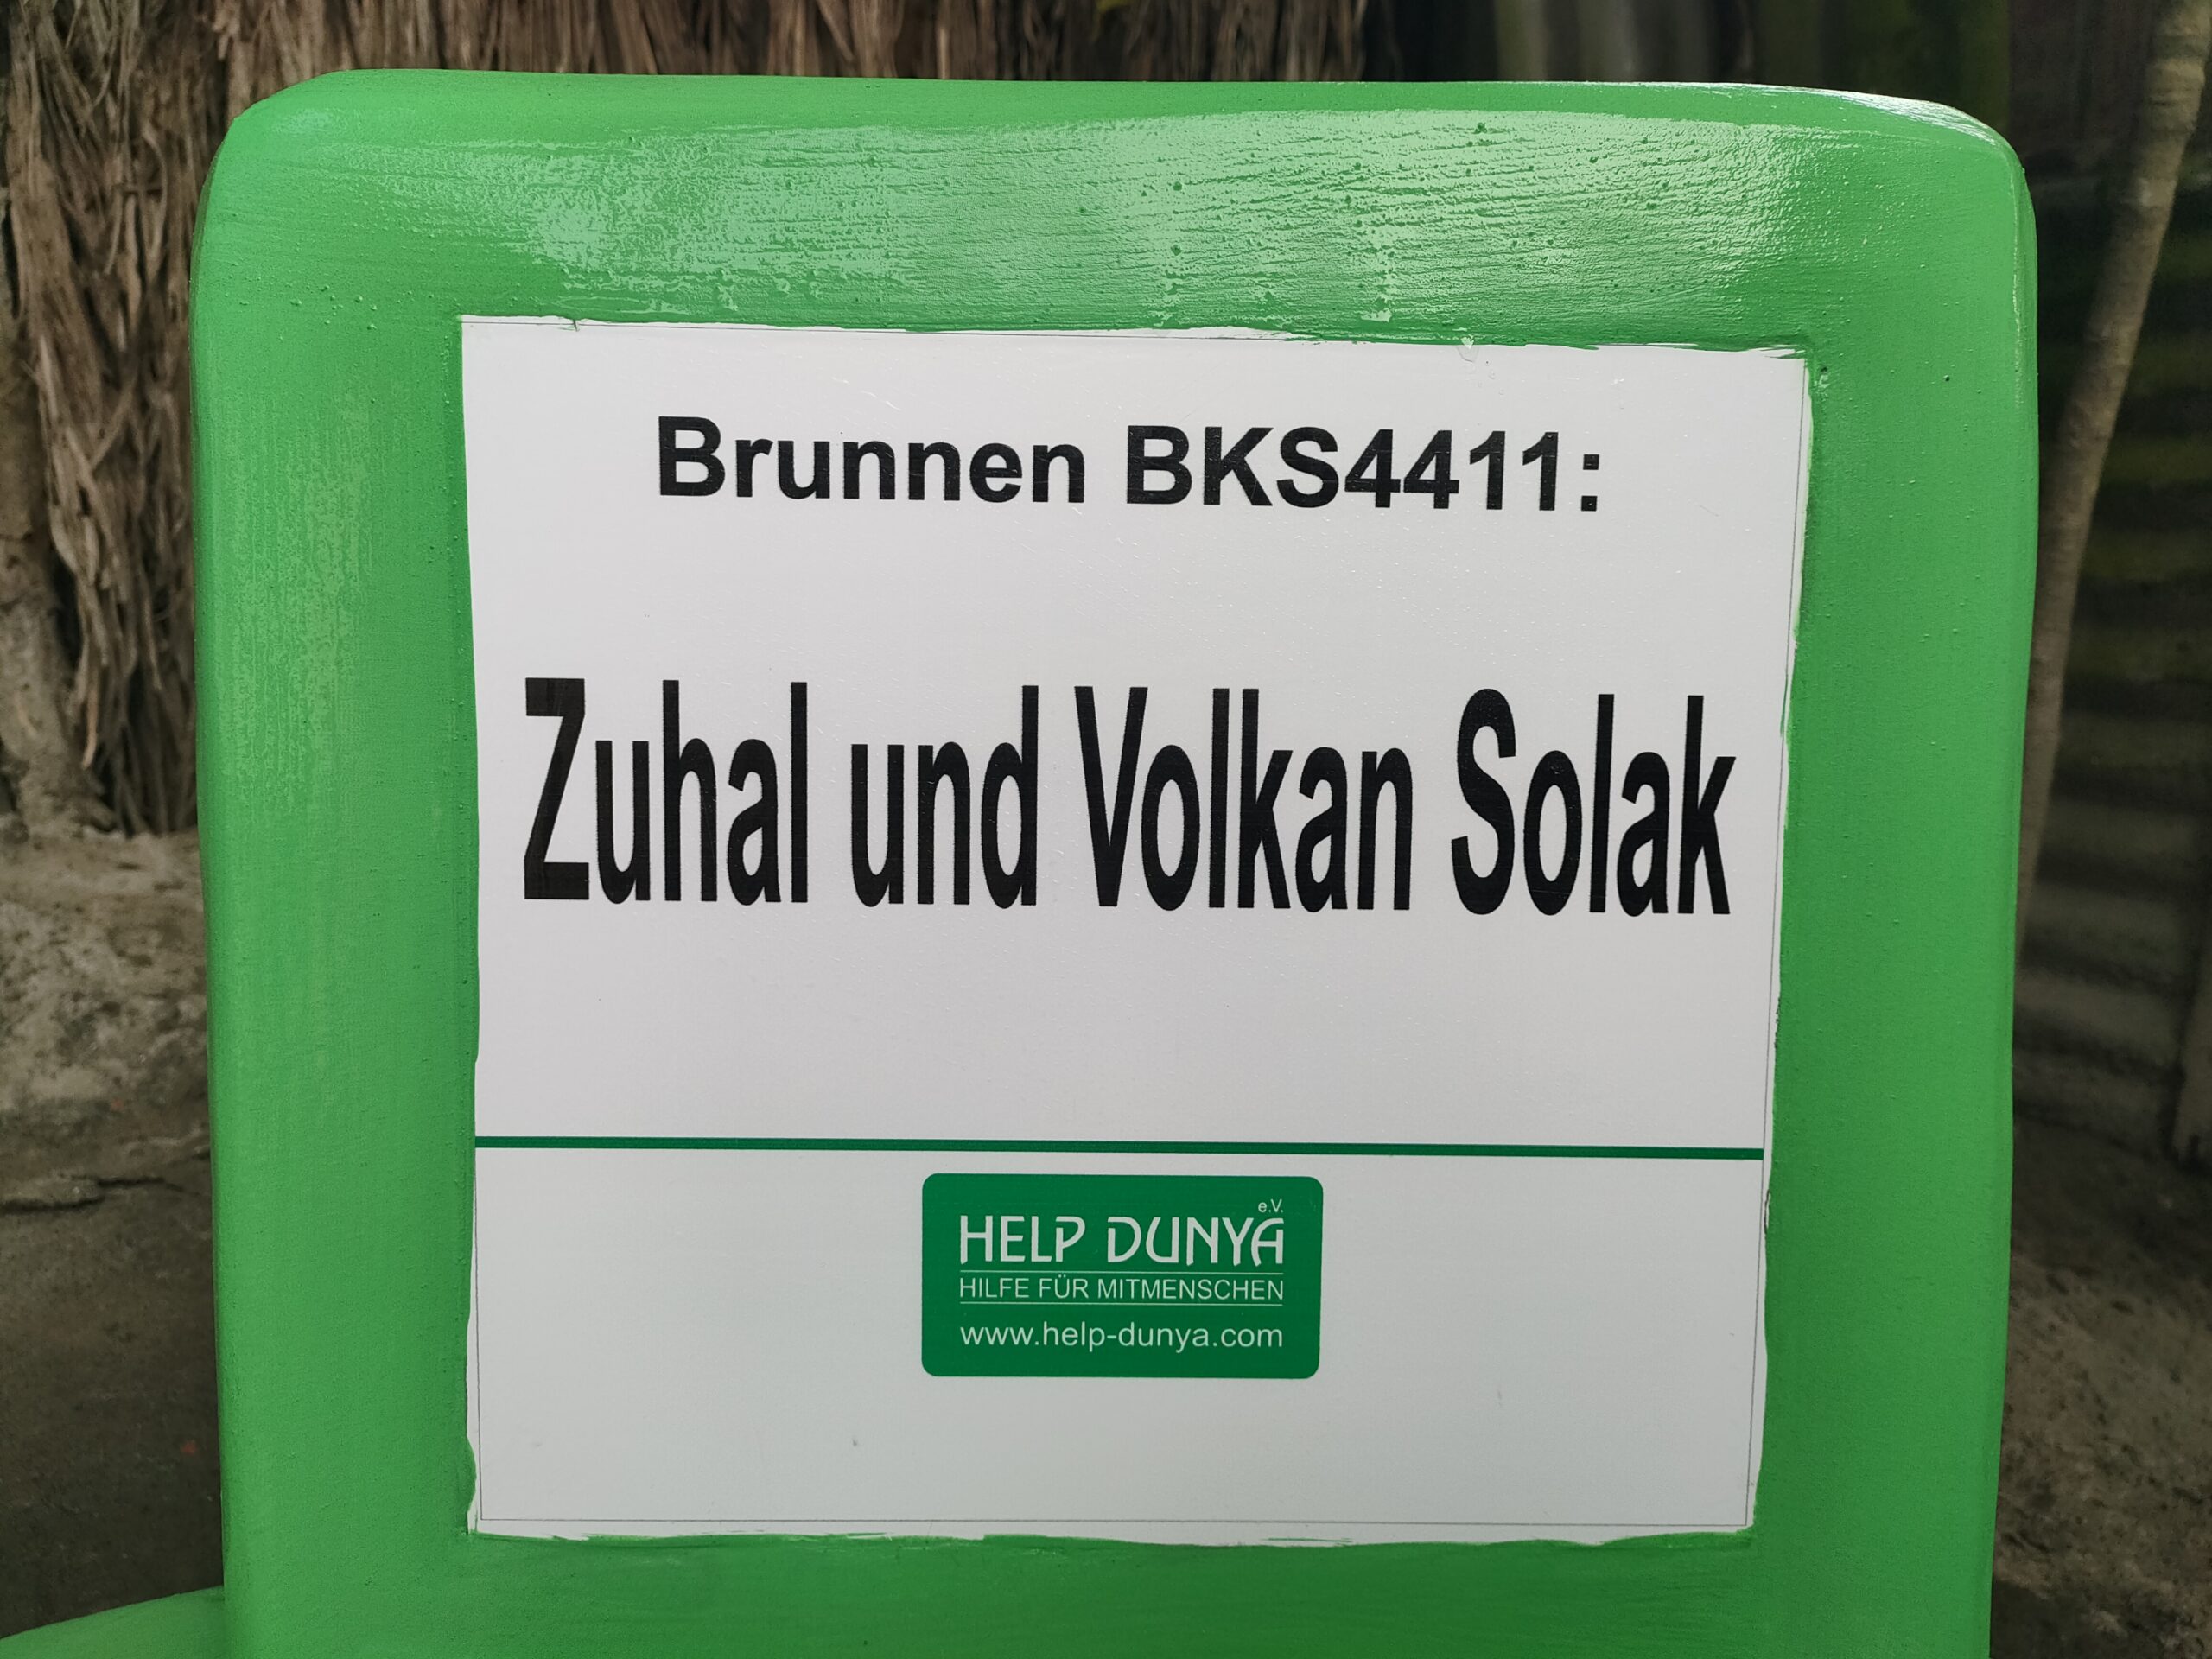 Brunnen BKS4411:
Zuhal und Volkan Solak
e.V.
HELP DUNYA
HILFE FÜR MITMENSCHEN
www.help-dunya.com